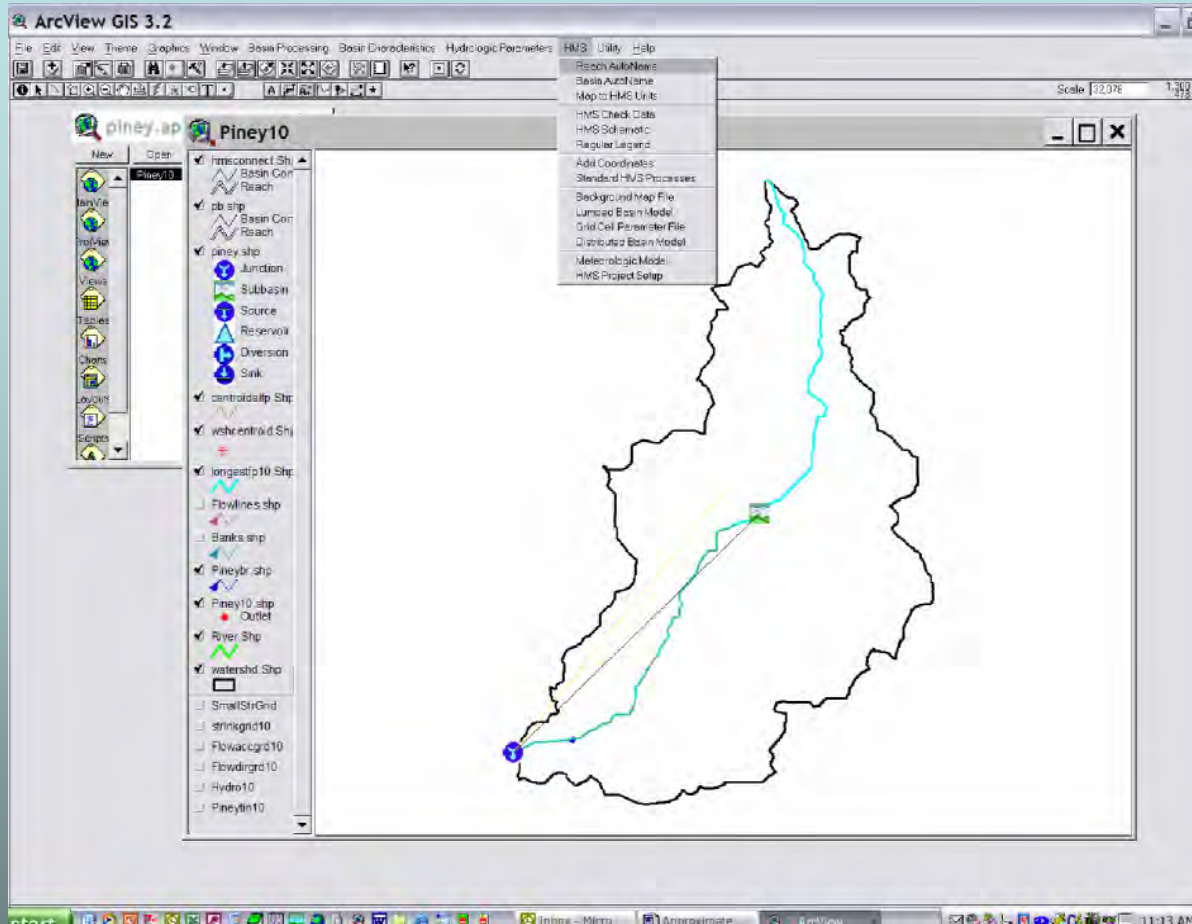 ArcView GIS 3.2
File Edit View Theme Graphics Window Basin Processing Basin Characteristics Hydrologic Parameters HMS Utility Help
Scale 32,078
Reach AutoName
Basin AutoName
Map to HMS Units
HMS Check Data
HMS Schematic
Regular Legend
Add Coordinates
Standard HMS Processes
Background Map File
Lumped Basin Model
Grid Cell Parameter File
Distributed Basin Model
Meteorologic Model
HMS Project Setup
piney.ap
New Open
Piney10
Views
Tables
Charts
Layouts
Scripts
Piney10
hmsconnect.Sh
Basin Con
Reach
pb.shp
Basin Con
Reach
piney.shp
Junction
Subbasin
Source
Reservoir
Diversion
Sink
centroidalfp.Shp
wshcentroid.Shp
longestfp10.Shp
Flowlines.shp
Banks.shp
Pineybr.shp
Piney10.shp
Outlet
River.Shp
watershd.Shp
SmallStrGrid
strlnkgrid10
Flowaccgrd10
Flowdirgrd10
Hydro10
Pineytin10
start
Inbox - Micro
Approximate
ArcView
11:13 AM